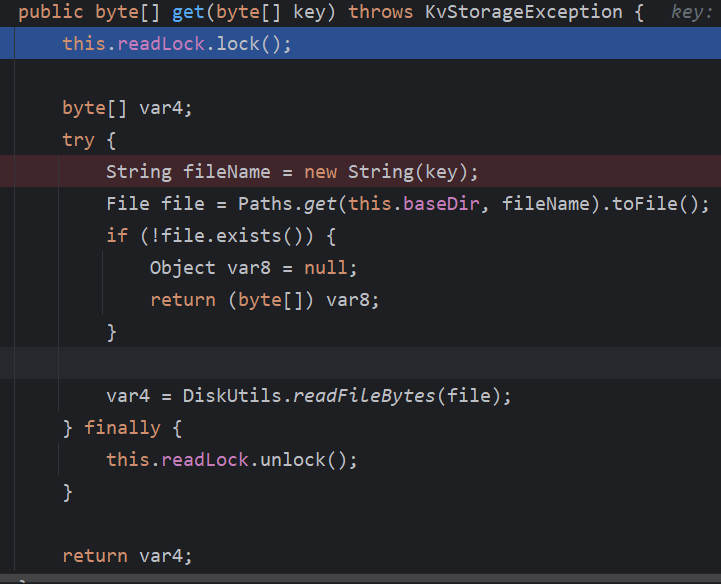 public byte[] get(byte[] key) throws KvStorageException {   key:
this.readLock.lock();
byte[] var4;
try {
String fileName = new String(key);
File file = Paths.get(this.baseDir, fileName).toFile();
if (!file.exists()) {
Object var8 = null;
return (byte[]) var8;
}
var4 = DiskUtils.readFileBytes(file);
} finally {
this.readLock.unlock();
}
return var4;